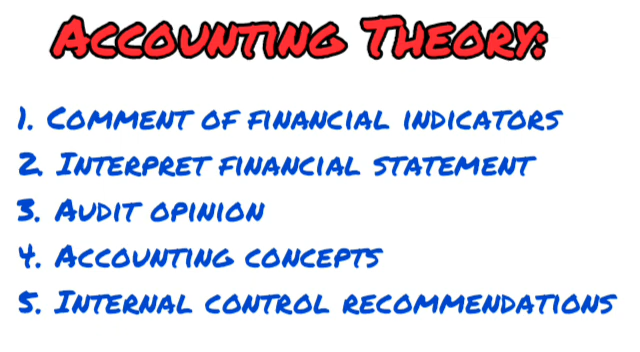 Accounting Theory:
1. Comment of financial indicators
2. Interpret financial statement
3. Audit opinion
4. Accounting concepts
5. Internal control recommendations